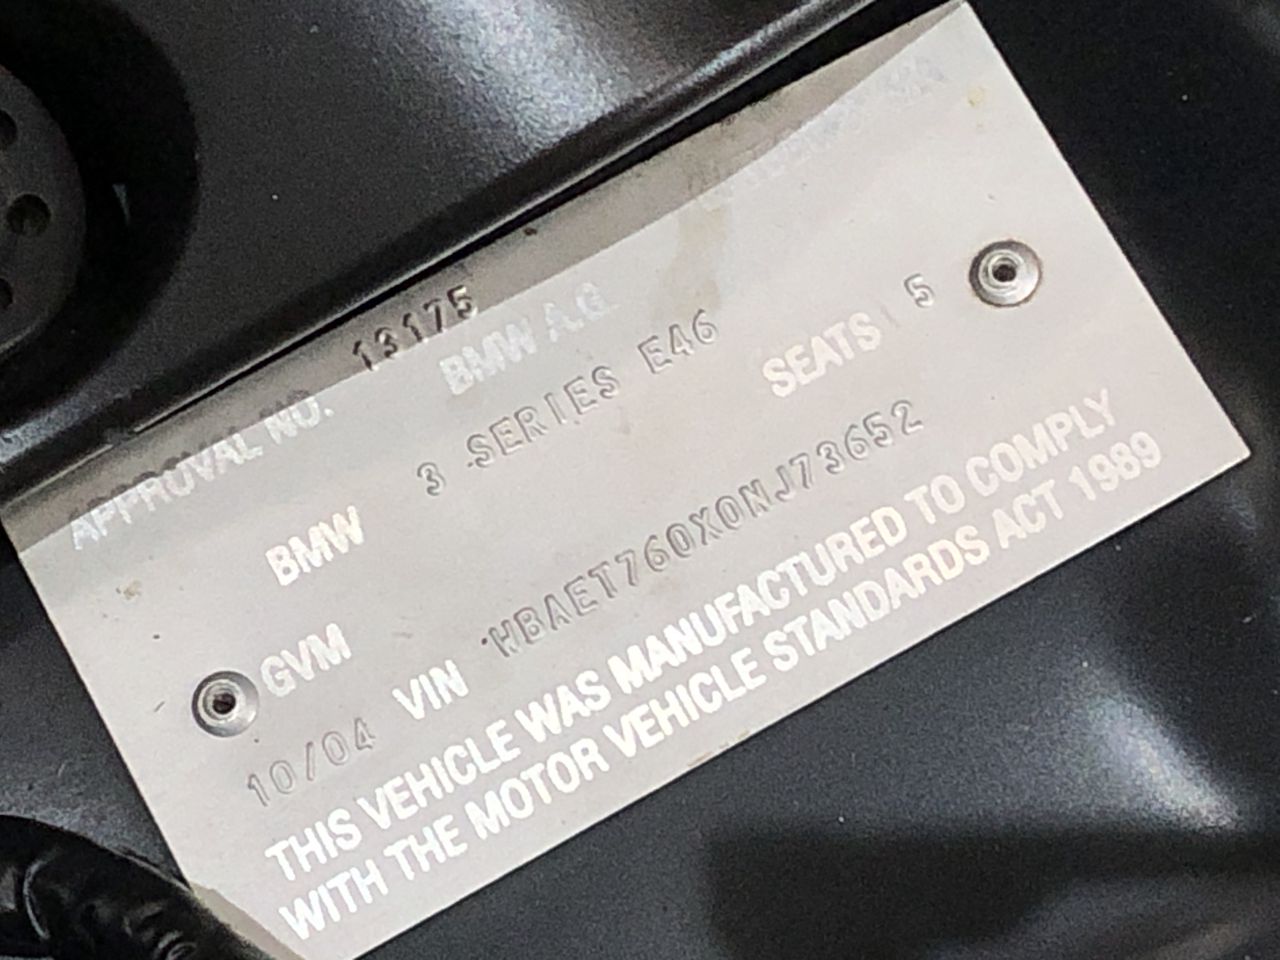 APPROVAL NO. 13175
BMW A.G.
BMW 3 SERIES E46
SEATS 5
GVM
10/04 VIN WBAET760X0NJ73652
THIS VEHICLE WAS MANUFACTURED TO COMPLY
WITH THE MOTOR VEHICLE STANDARDS ACT 1989